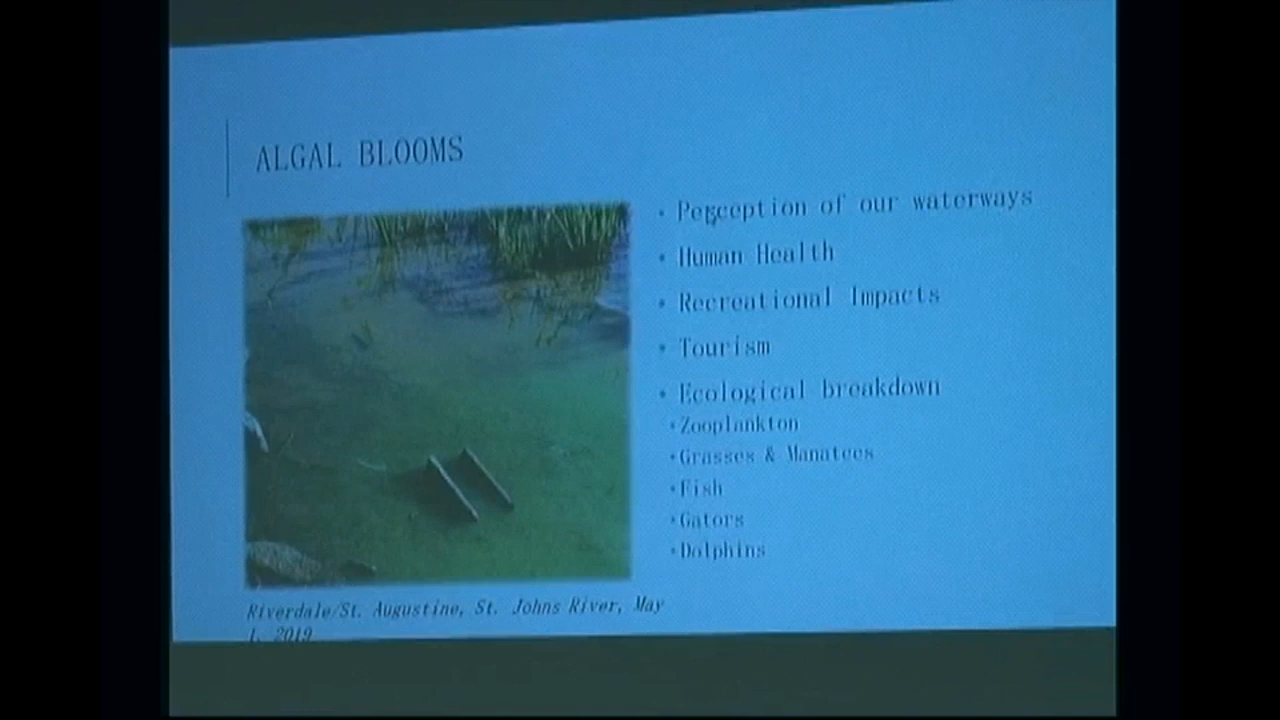 ALGAL BLOOMS
• Perception of our waterways
• Human Health
• Recreational Impacts
• Tourism
• Ecological breakdown
• Zooplankton
• Grasses & Manatees
• Fish
• Gators
• Dolphins
Riverdale/St. Augustine, St. Johns River, May
1, 2019